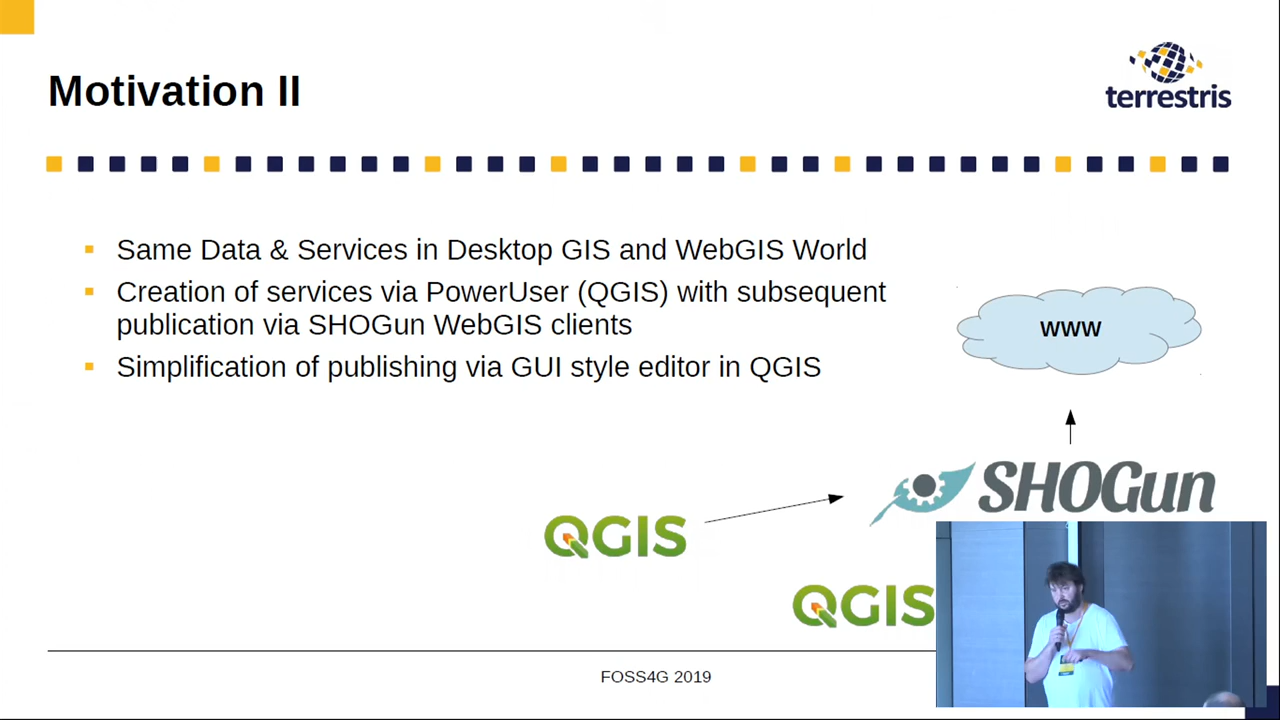 Motivation II
terrestris
Same Data & Services in Desktop GIS and WebGIS World
Creation of services via PowerUser (QGIS) with subsequent
publication via SHOGun WebGIS clients
Simplification of publishing via GUI style editor in QGIS
WWW
SHOGun
QGIS
QGIS
FOSS4G 2019